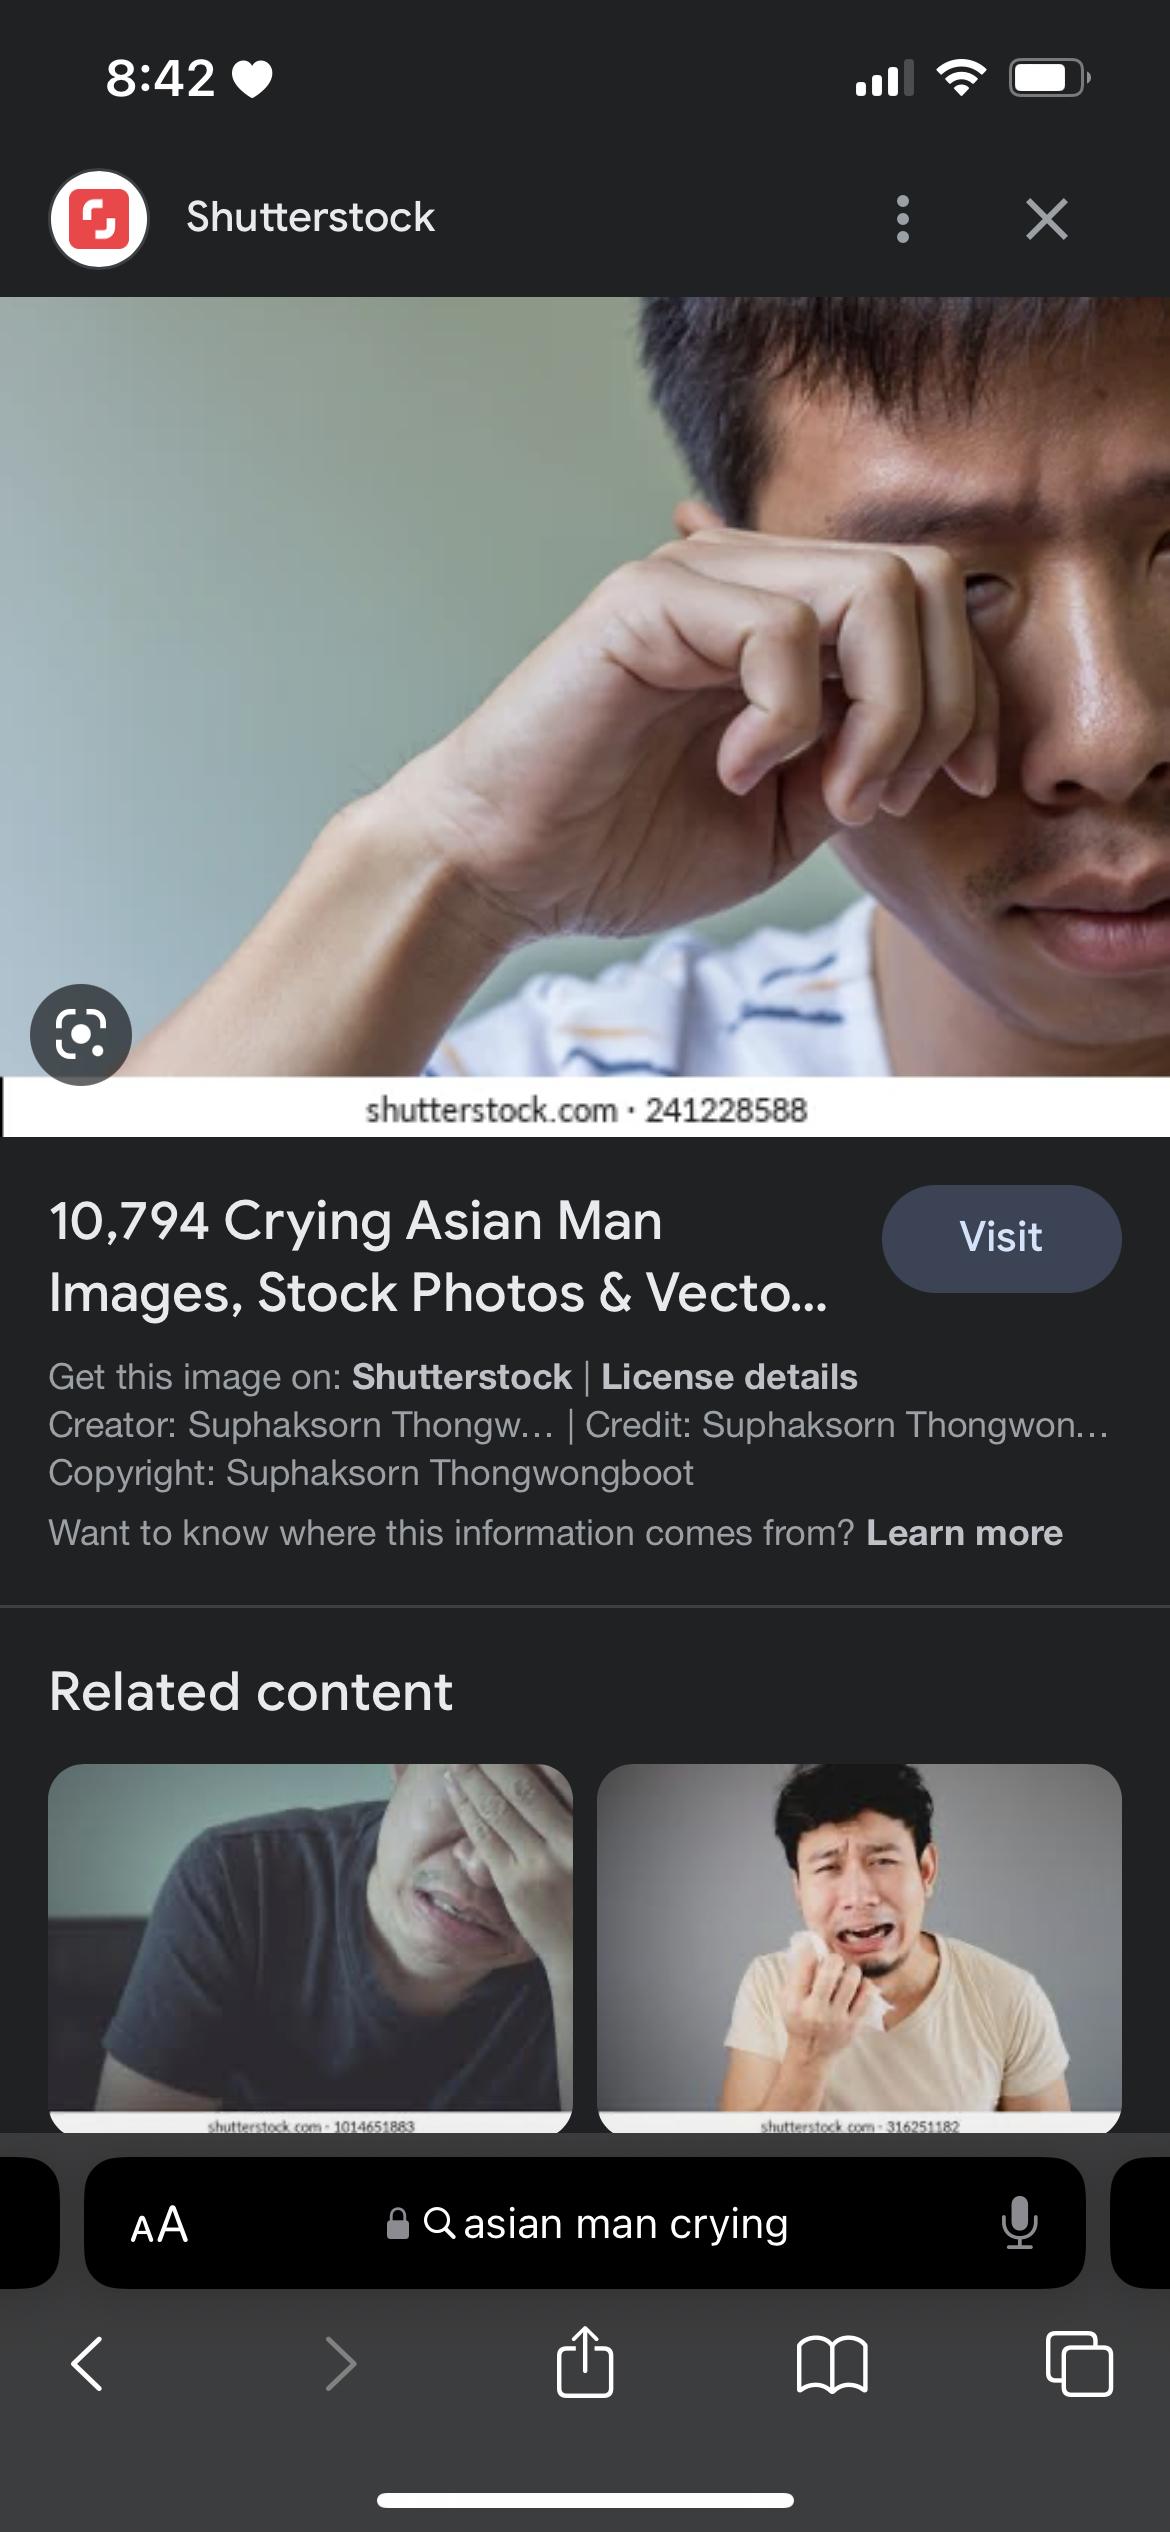 8:42
Shutterstock
shutterstock.com · 241228588
10,794 Crying Asian Man
Images, Stock Photos & Vecto...
Visit
Get this image on: Shutterstock | License details
Creator: Suphaksorn Thongw... | Credit: Suphaksorn Thongwon...
Copyright: Suphaksorn Thongwongboot
Want to know where this information comes from? Learn more
Related content
shutterstock.com · 1014651883
shutterstock.com · 316251182
AA
asian man crying